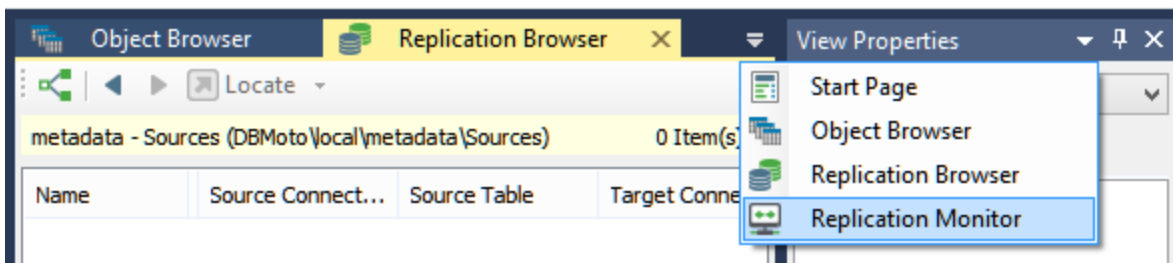 Object Browser Replication Browser View Properties
Locate
Start Page
metadata - Sources (DBMoto\local\metadata\Sources) 0 Item(s)
Object Browser
Replication Browser
Name Source Connect... Source Table Target Conne
Replication Monitor